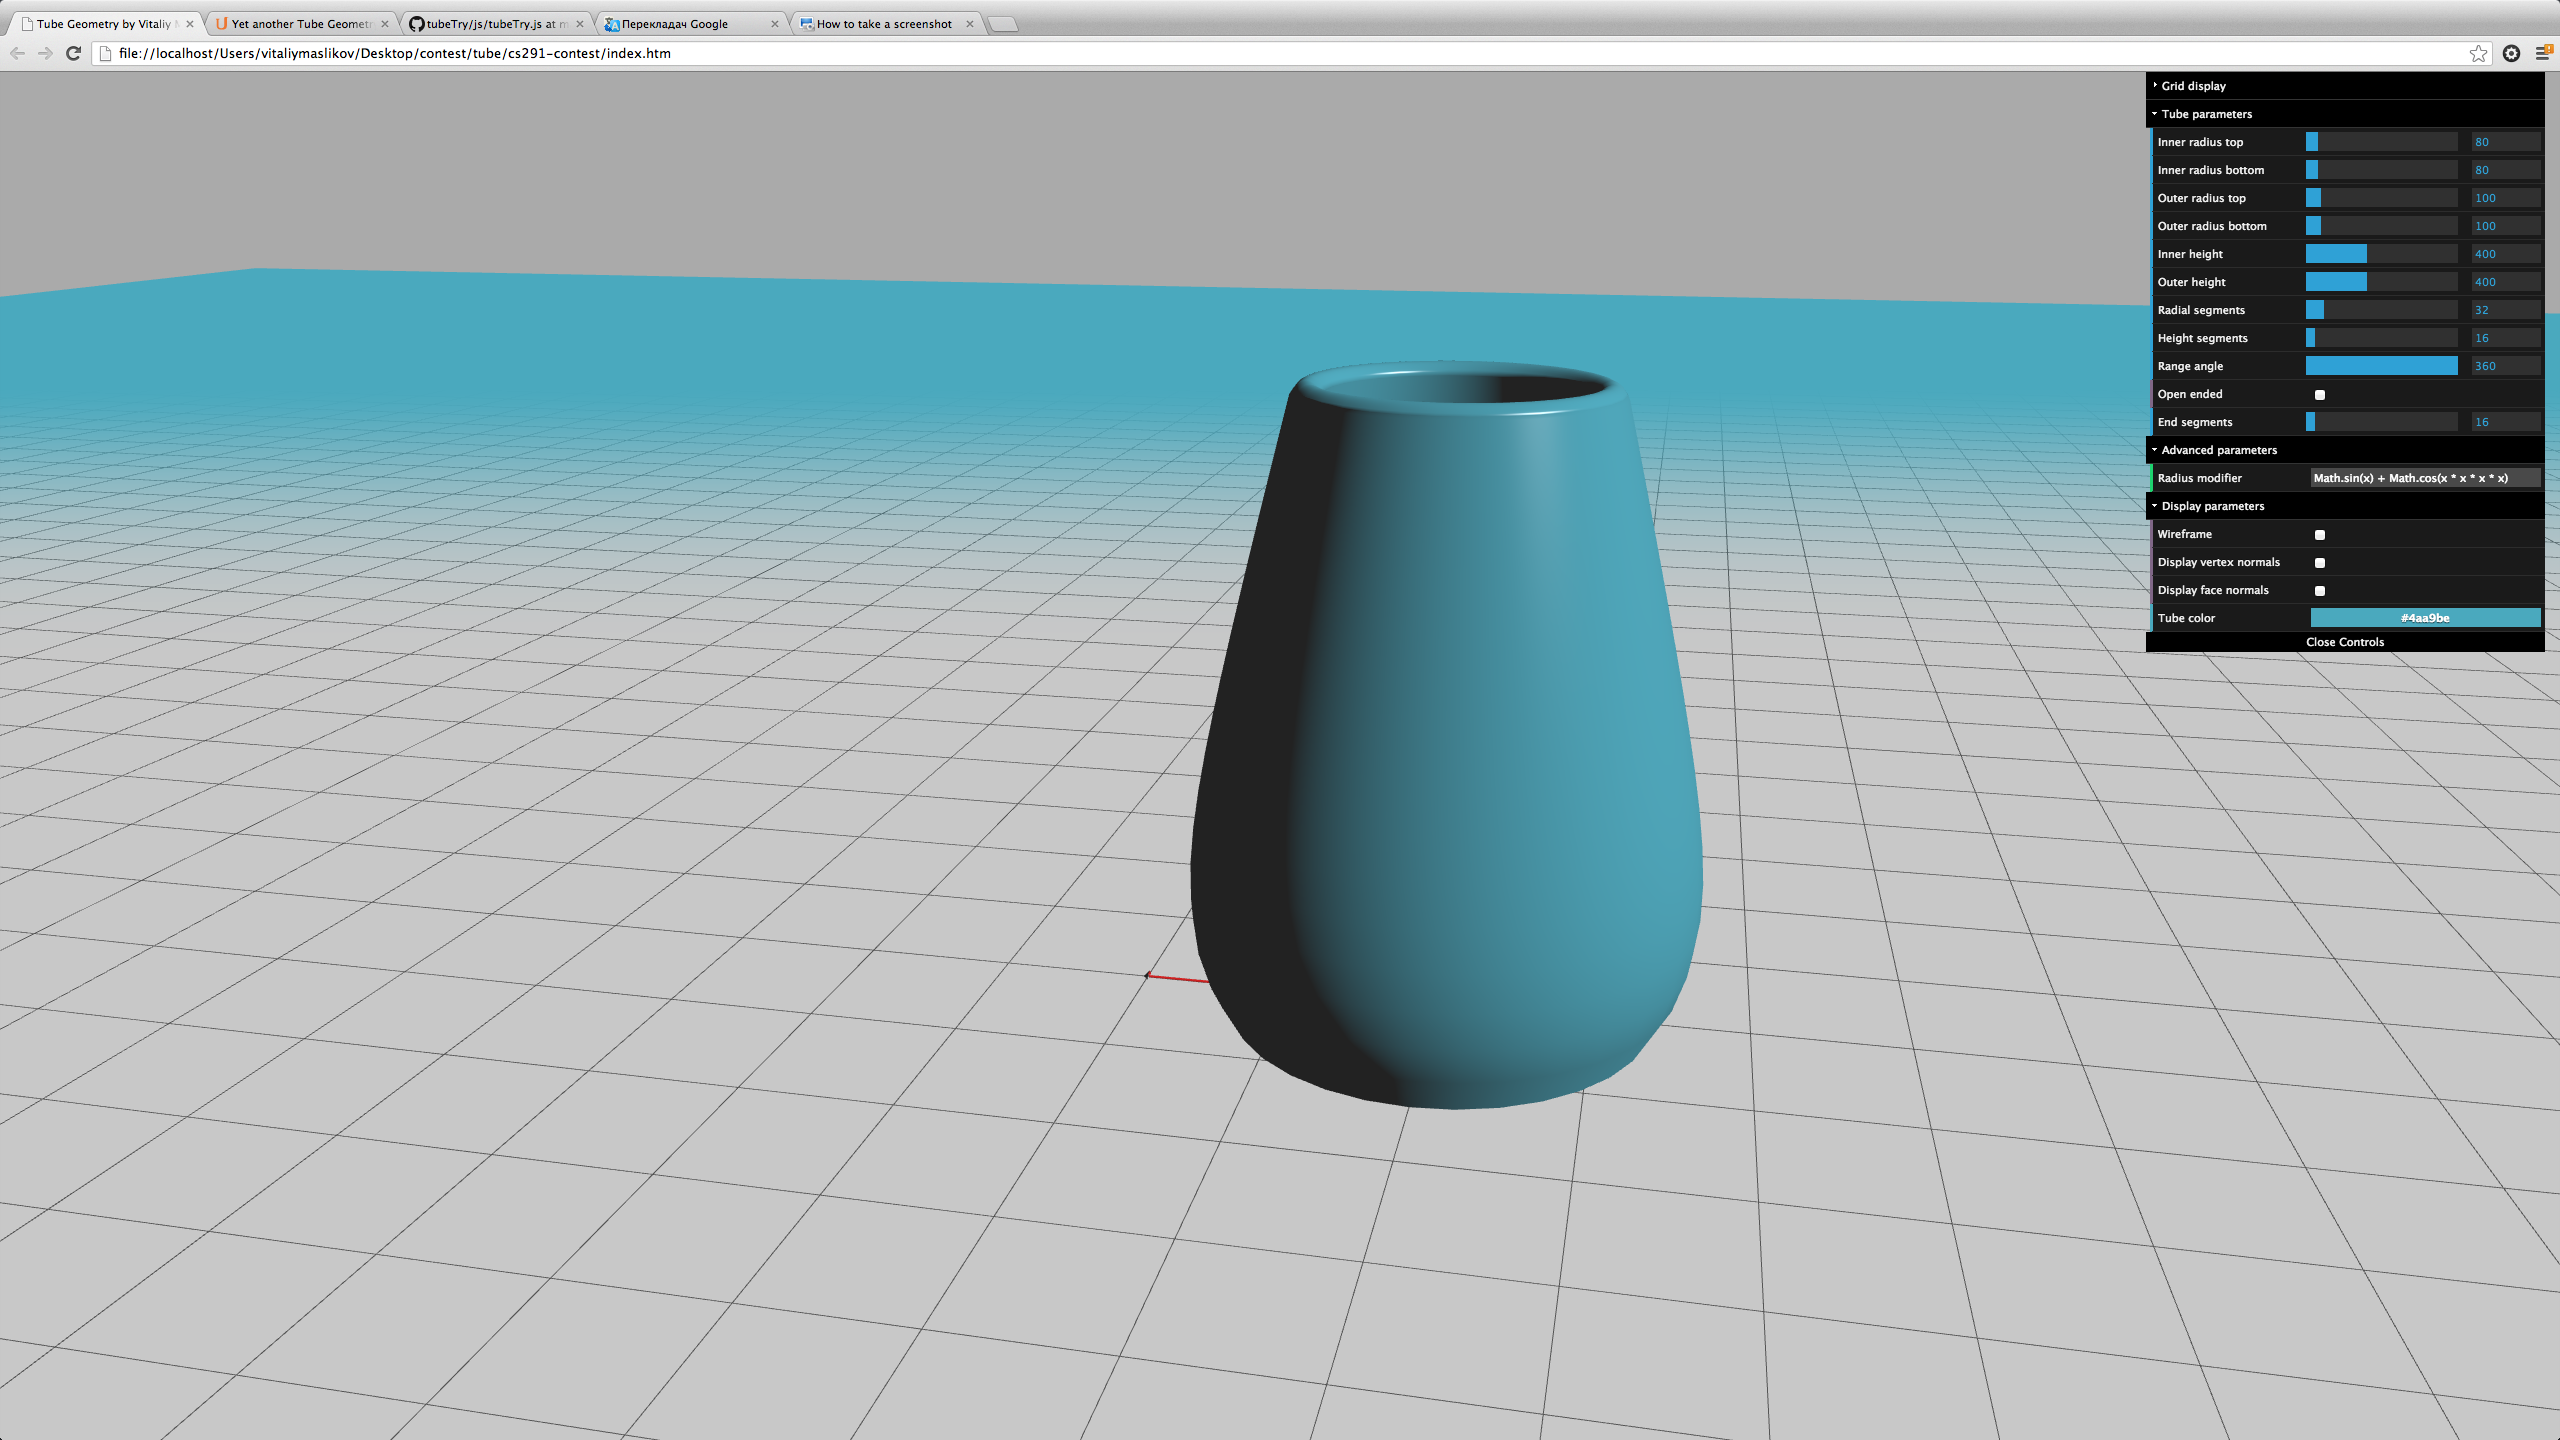 Tube Geometry by Vitaliy
Yet another Tube Geomet
tubeTry/js/tubeTry.js at m
Перекладач Google
How to take a screenshot
file://localhost/Users/vitaliymaslikov/Desktop/contest/tube/cs291-contest/index.htm
Grid display
Tube parameters
Inner radius top 80
Inner radius bottom 80
Outer radius top 100
Outer radius bottom 100
Inner height 400
Outer height 400
Radial segments 32
Height segments 16
Range angle 360
Open ended
End segments 16
Advanced parameters
Radius modifier Math.sin(x) + Math.cos(x * x * x * x)
Display parameters
Wireframe
Display vertex normals
Display face normals
Tube color #4aa9be
Close Controls